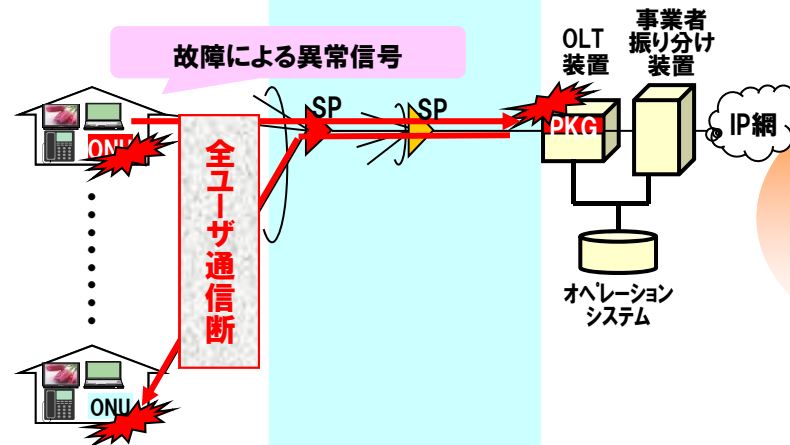 故障による異常信号
OLT
装置
事業者
振り分け
装置
SP
SP
PKG
IP網
ONU
全ユーザ通信断
オペレーション
システム
ONU